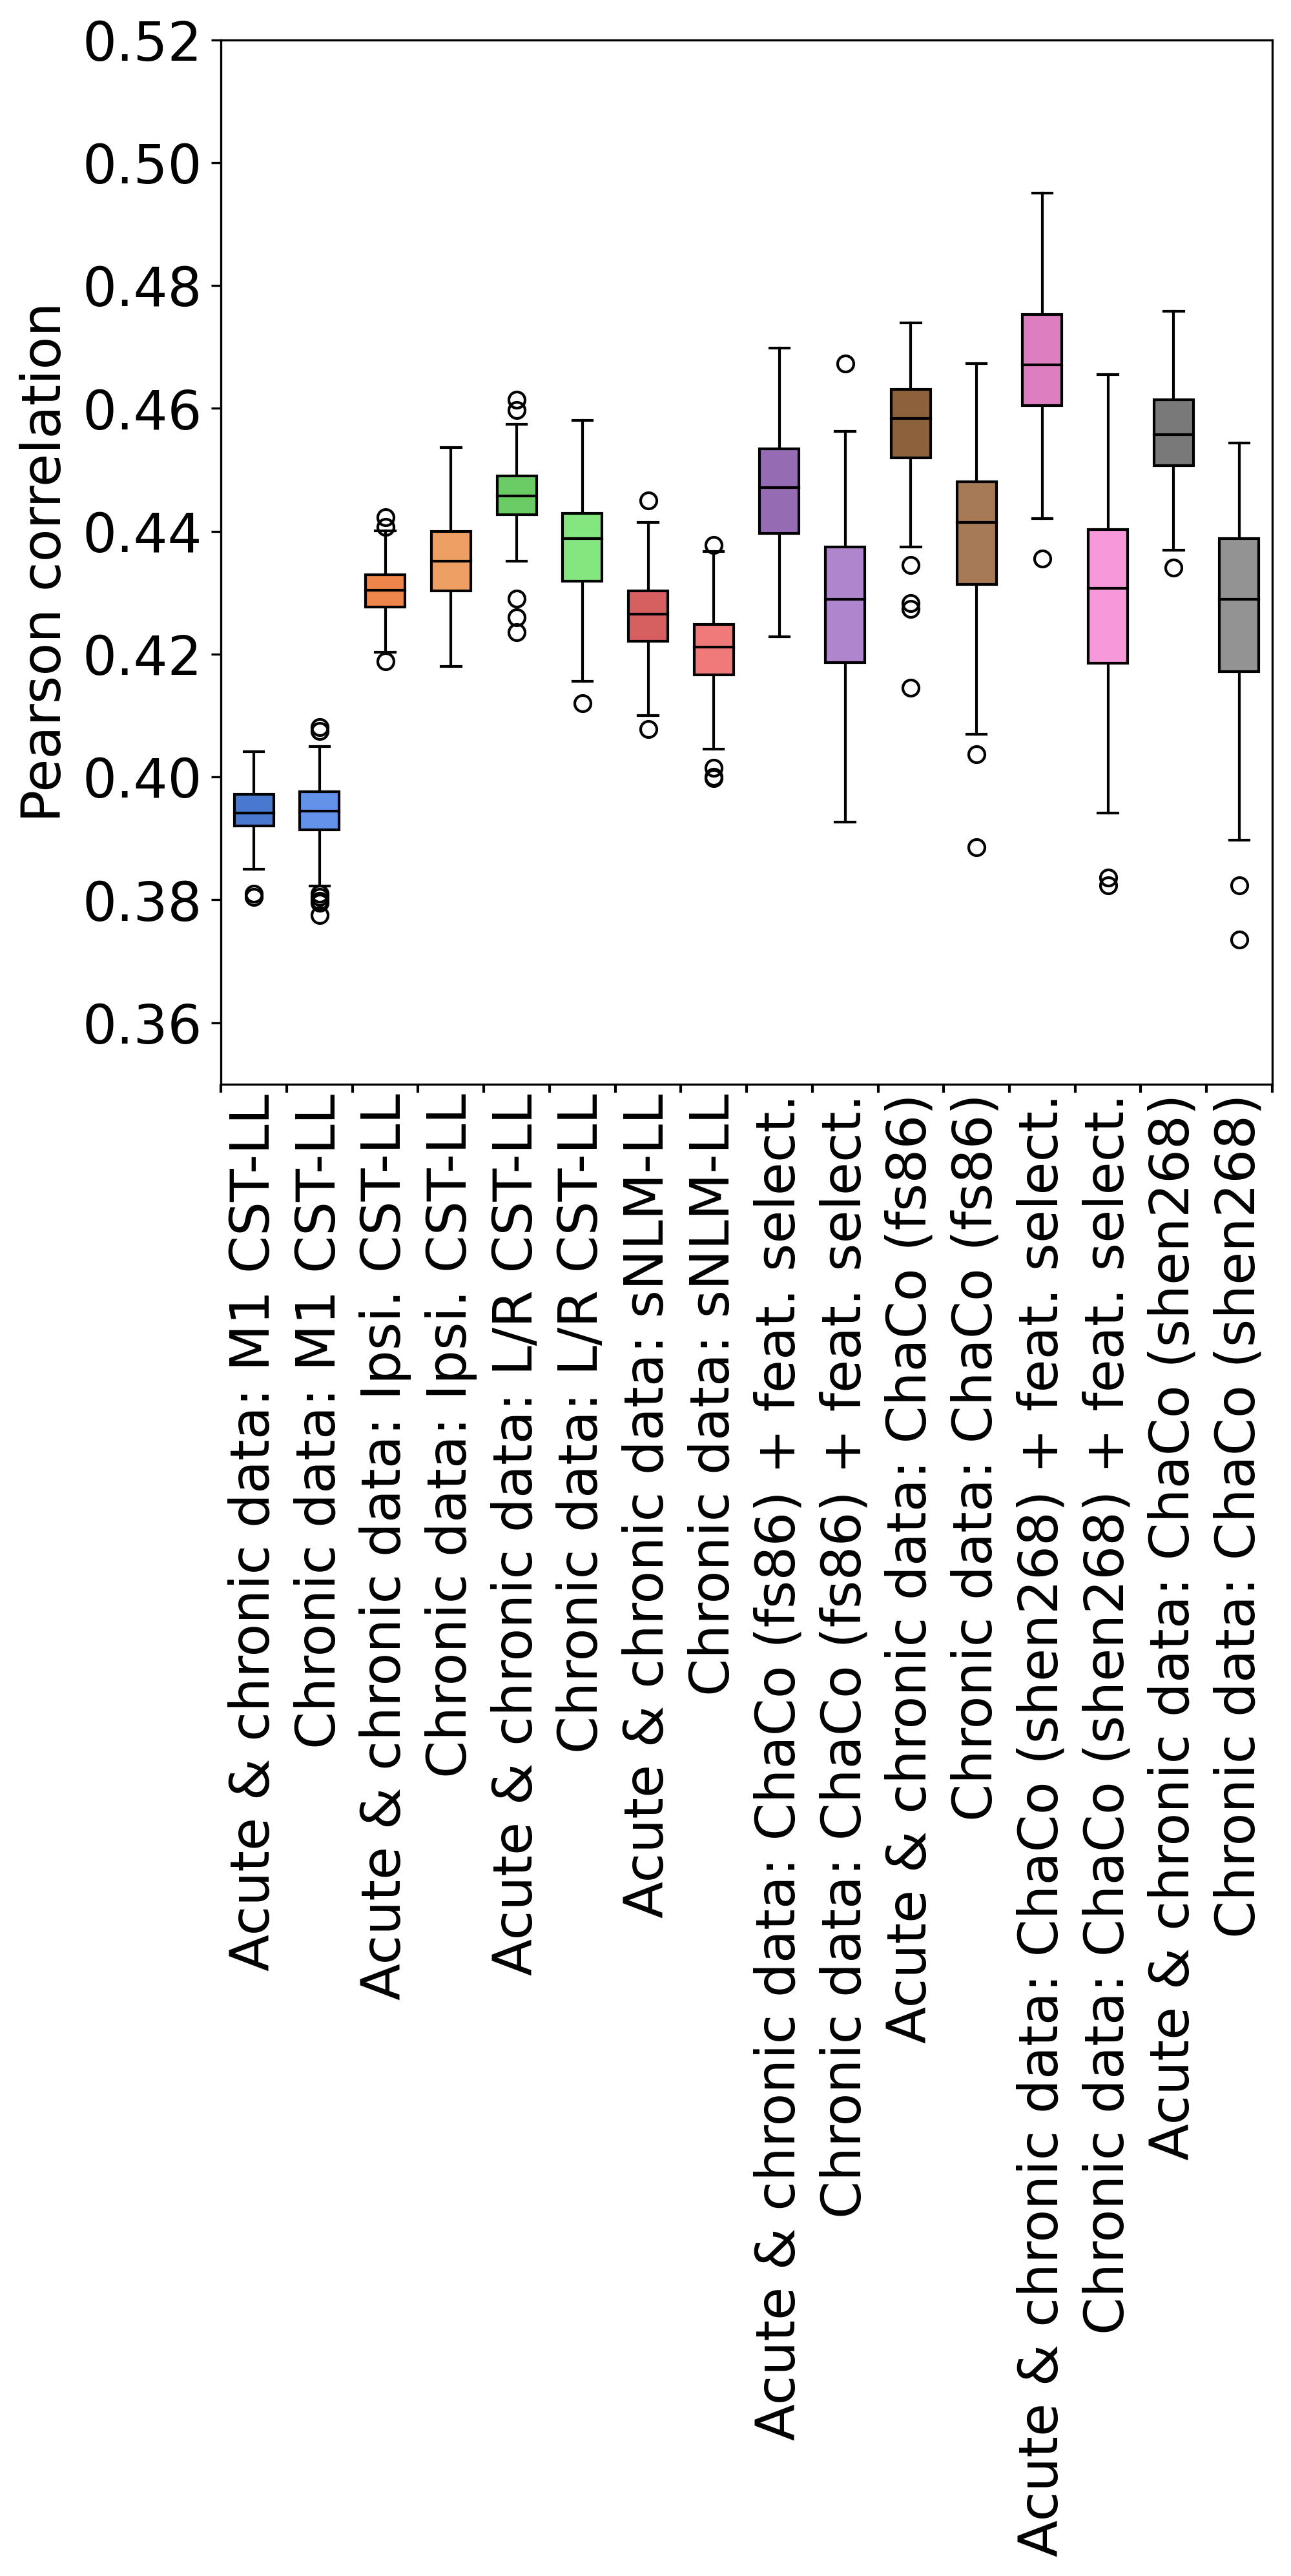 0.52
0.50
0.48
0.46
0.44
0.42
0.40
0.38
0.36
Pearson correlation
Acute & chronic data: M1 CST-LL
Chronic data: M1 CST-LL
Acute & chronic data: Ipsi. CST-LL
Chronic data: Ipsi. CST-LL
Acute & chronic data: L/R CST-LL
Chronic data: L/R CST-LL
Acute & chronic data: sNLM-LL
Chronic data: sNLM-LL
Acute & chronic data: ChaCo (fs86) + feat. select.
Chronic data: ChaCo (fs86) + feat. select.
Acute & chronic data: ChaCo (fs86)
Chronic data: ChaCo (fs86)
Acute & chronic data: ChaCo (shen268) + feat. select.
Chronic data: ChaCo (shen268) + feat. select.
Acute & chronic data: ChaCo (shen268)
Chronic data: ChaCo (shen268)